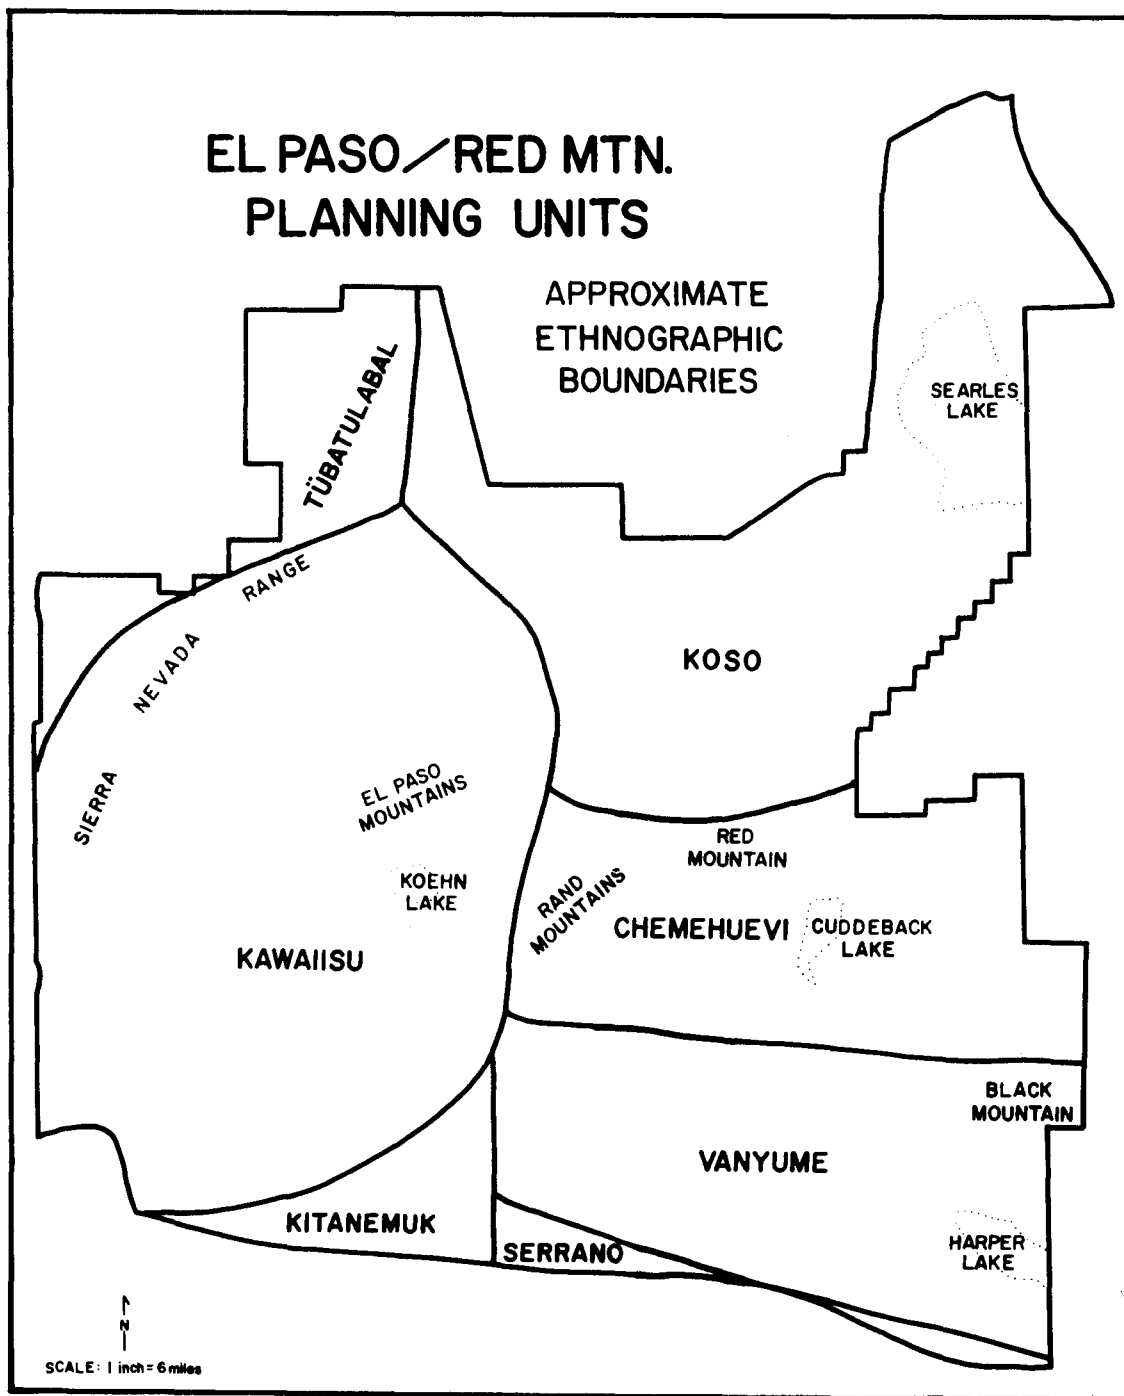 EL PASO/RED MTN.
PLANNING UNITS
APPROXIMATE
ETHNOGRAPHIC
BOUNDARIES
TÜBATULABAL
SEARLES
LAKE
RANGE
NEVADA
SIERRA
KOSO
EL PASO
MOUNTAINS
RED
MOUNTAIN
KOEHN
LAKE
RAND
MOUNTAINS
CHEMEHUEVI
CUDDEBACK
LAKE
KAWAIISU
BLACK
MOUNTAIN
VANYUME
KITANEMUK
SERRANO
HARPER
LAKE
N
SCALE: 1 inch = 6 miles